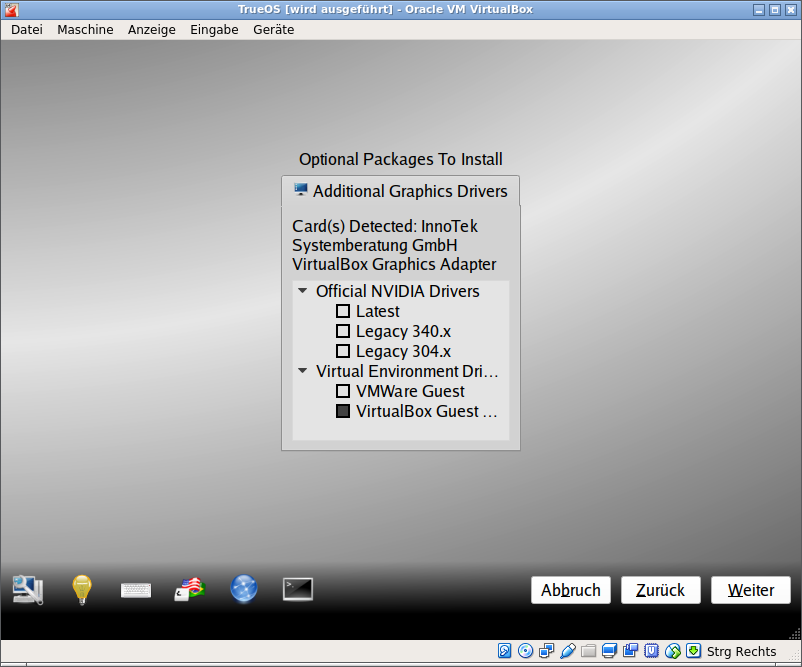 TrueOS [wird ausgeführt] - Oracle VM VirtualBox
Datei Maschine Anzeige Eingabe Geräte
Optional Packages To Install
Additional Graphics Drivers
Card(s) Detected: InnoTek
Systemberatung GmbH
VirtualBox Graphics Adapter
Official NVIDIA Drivers
Latest
Legacy 340.x
Legacy 304.x
Virtual Environment Dri...
VMWare Guest
VirtualBox Guest ...
Abbruch Zurück Weiter
Strg Rechts